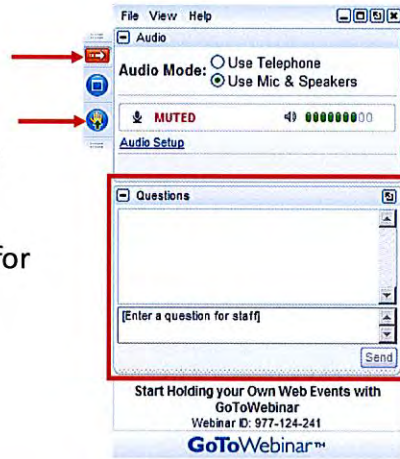 File View Help
Audio
Audio Mode: Use Telephone
Use Mic & Speakers
MUTED
Audio Setup
Questions
for
[Enter a question for staff]
Send
Start Holding your Own Web Events with
GoToWebinar
Webinar ID: 977-124-241
GoToWebinar™